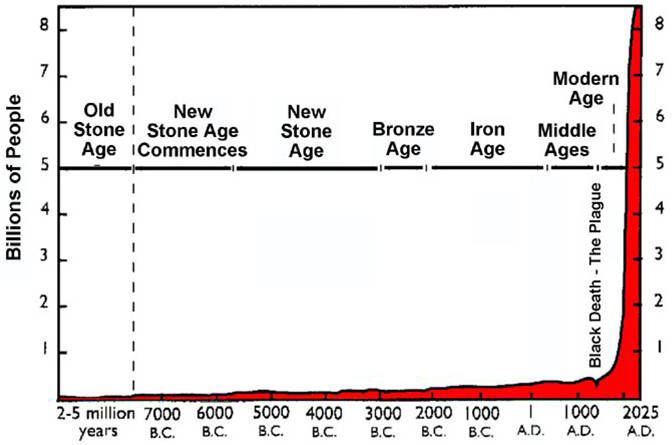 8
7
6
5
4
3
2
1
Billions of People
Old
Stone
Age
New
Stone Age
Commences
New
Stone
Age
Bronze
Age
Iron
Age
Middle
Ages
Modern
Age
Black Death - The Plague
8
7
6
5
4
3
2
1
2-5 million
years
7000
B.C.
6000
B.C.
5000
B.C.
4000
B.C.
3000
B.C.
2000
B.C.
1000
B.C.
1
A.D.
1000
A.D.
2025
A.D.